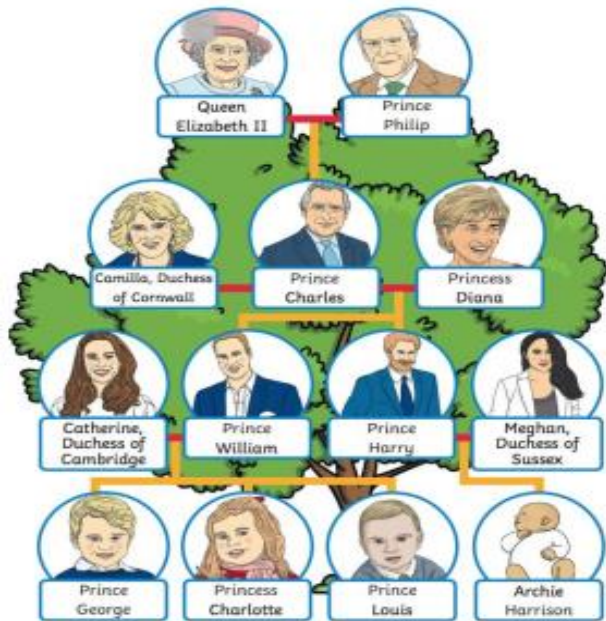 Queen
Elizabeth II
Prince
Philip
Camilla, Duchess
of Cornwall
Prince
Charles
Princess
Diana
Catherine,
Duchess of
Cambridge
Prince
William
Prince
Harry
Meghan,
Duchess of
Sussex
Prince
George
Princess
Charlotte
Prince
Louis
Archie
Harrison